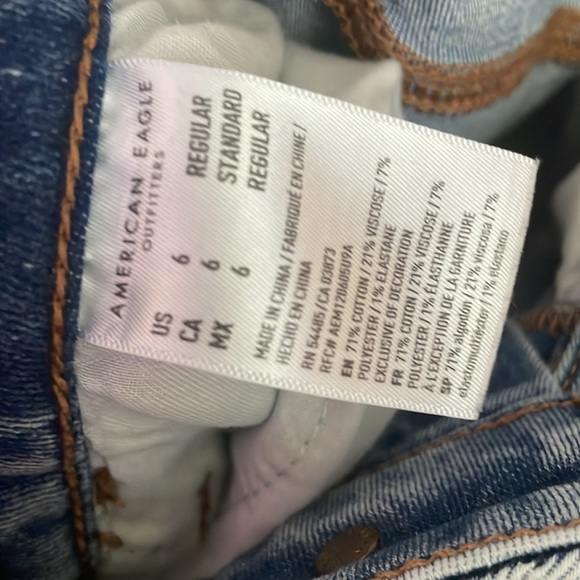 AMERICAN EAGLE
OUTFITTERS
US 6 REGULAR
CA 6 STANDARD
MX 6 REGULAR
MADE IN CHINA / FABRIQUÉ EN CHINE /
HECHO EN CHINA
RN 54485 / CA 03873
RFC# AEM1206050U9A
EN 71% COTTON / 21% VISCOSE / 7%
POLYESTER / 1% ELASTANE
EXCLUSIVE OF DECORATION
FR 71% COTON / 21% VISCOSE / 7%
POLYESTER / 1% ÉLASTHANNE
À L'EXCEPTION DE LA GARNITURE
SP 71% algodón / 21% viscosa / 7%
elastomultiéster / 1% elastano